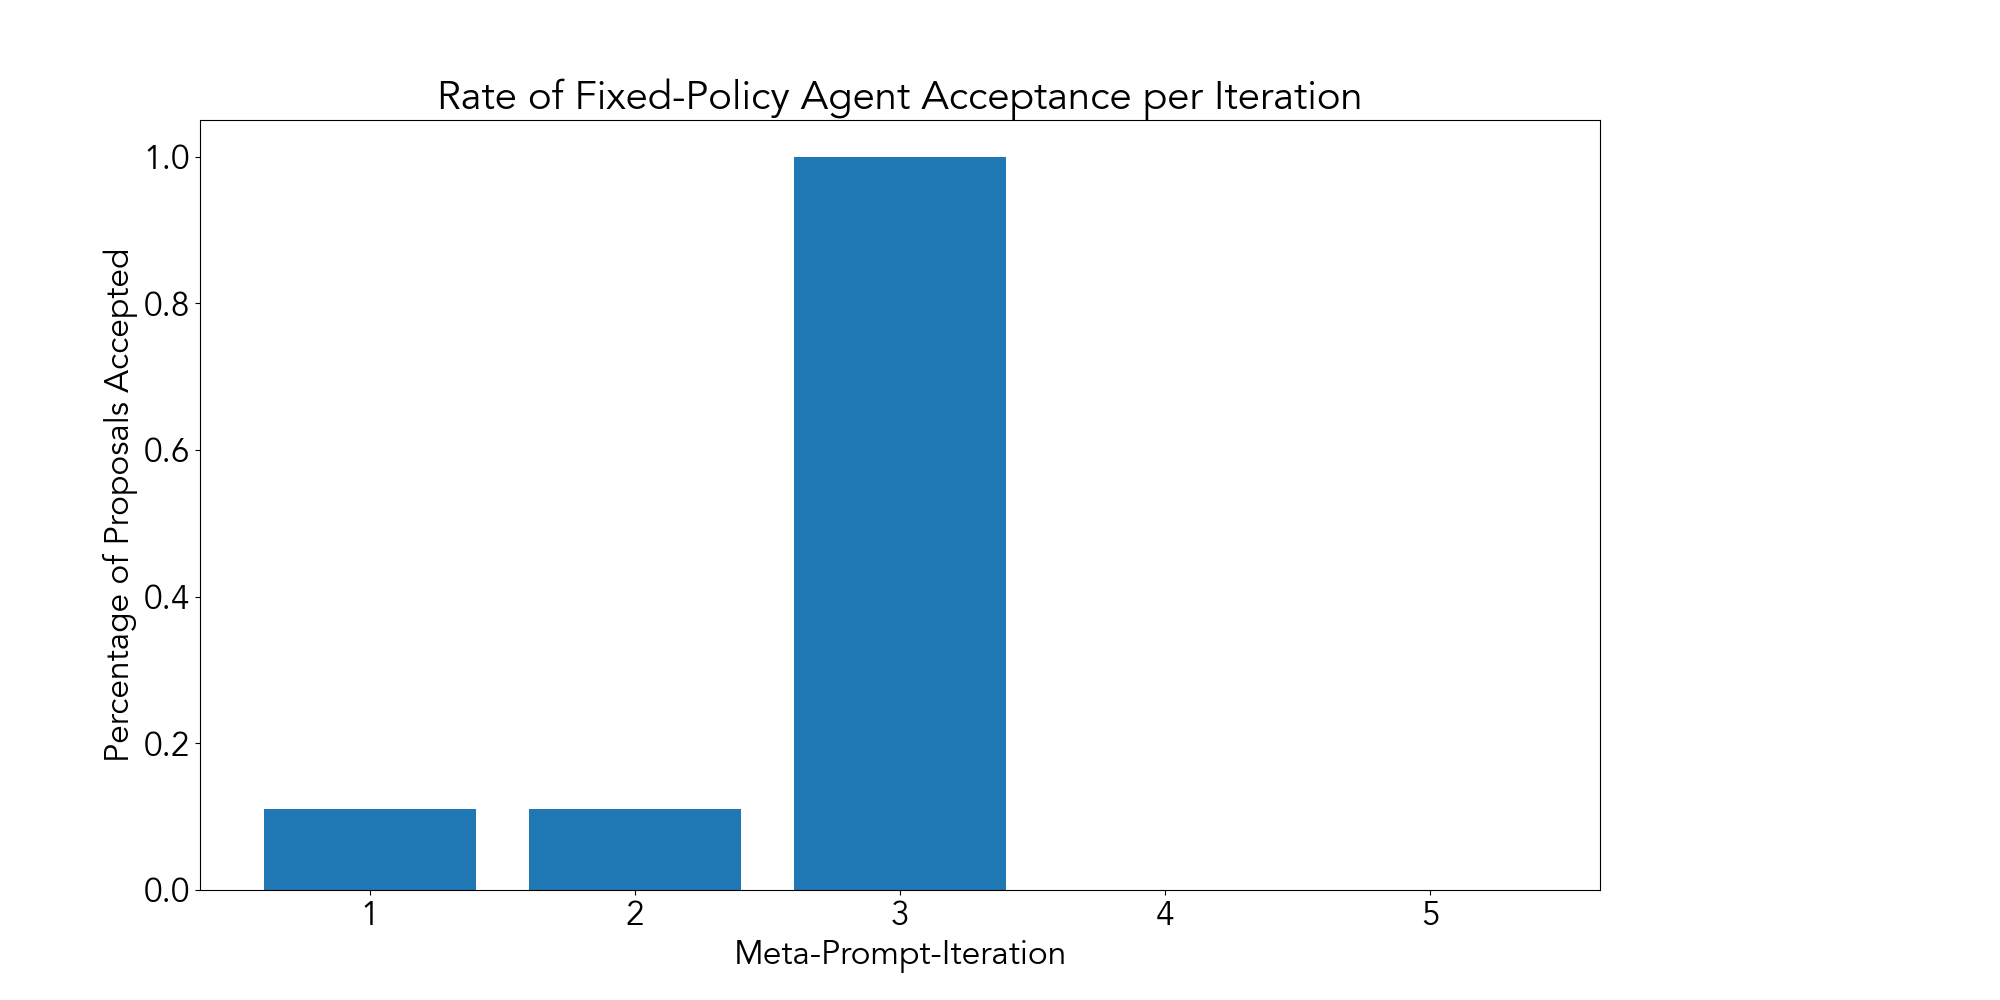 Rate of Fixed-Policy Agent Acceptance per Iteration
Percentage of Proposals Accepted
1.0
0.8
0.6
0.4
0.2
0.0
1 2 3 4 5
Meta-Prompt-Iteration